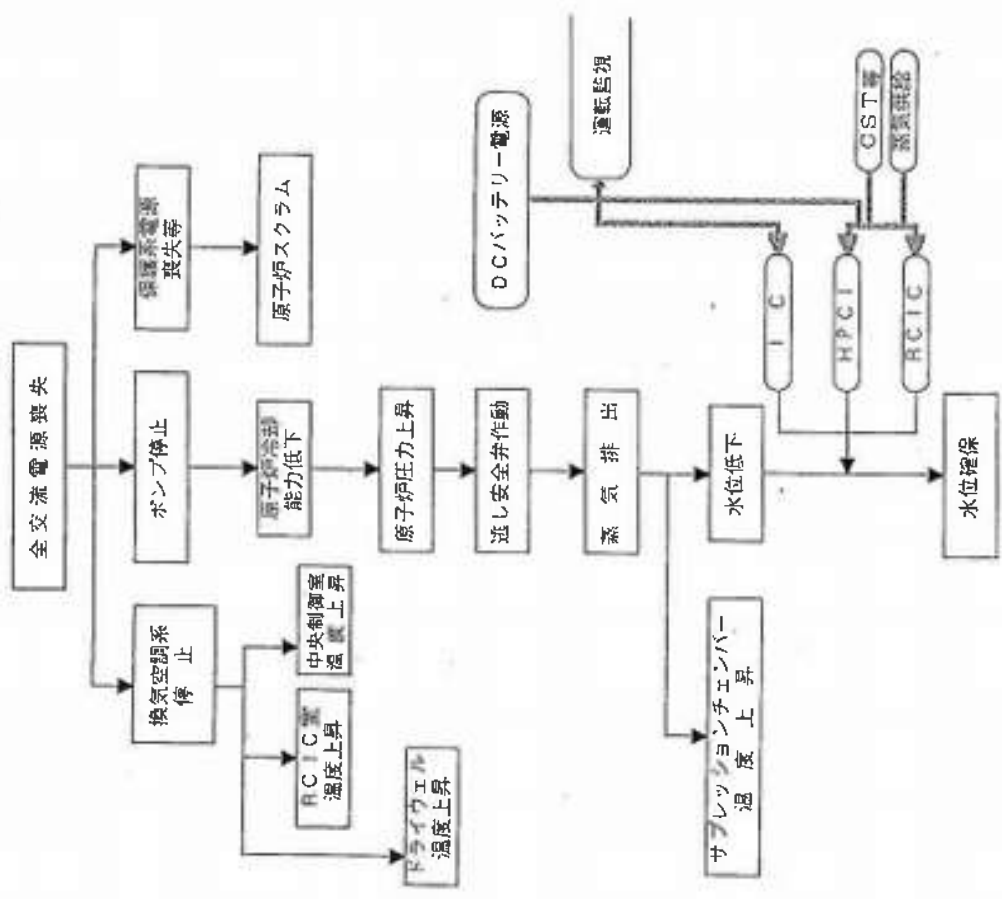 全交流電源喪失
換気空調系
停止
ポンプ停止
保護系電源
喪失等
中央制御室
温度上昇
RCIC室
温度上昇
ドライウェル
温度上昇
原子炉冷却
能力低下
原子炉スクラム
原子炉圧力上昇
逃し安全弁作動
蒸気排出
サプレッションチェンバー
温度上昇
水位低下
水位確保
DCバッテリー電源
運転監視
IC
HPCI
RCIC
CST等
蒸気供給